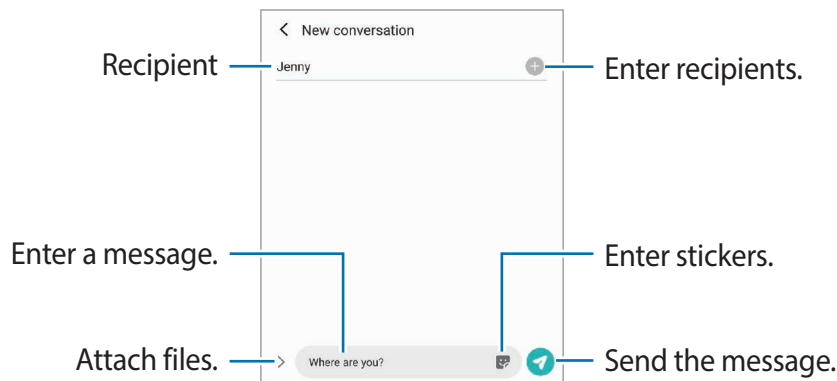 New conversation
Recipient
Jenny
Enter recipients.
Enter a message.
Enter stickers.
Attach files.
Where are you?
Send the message.